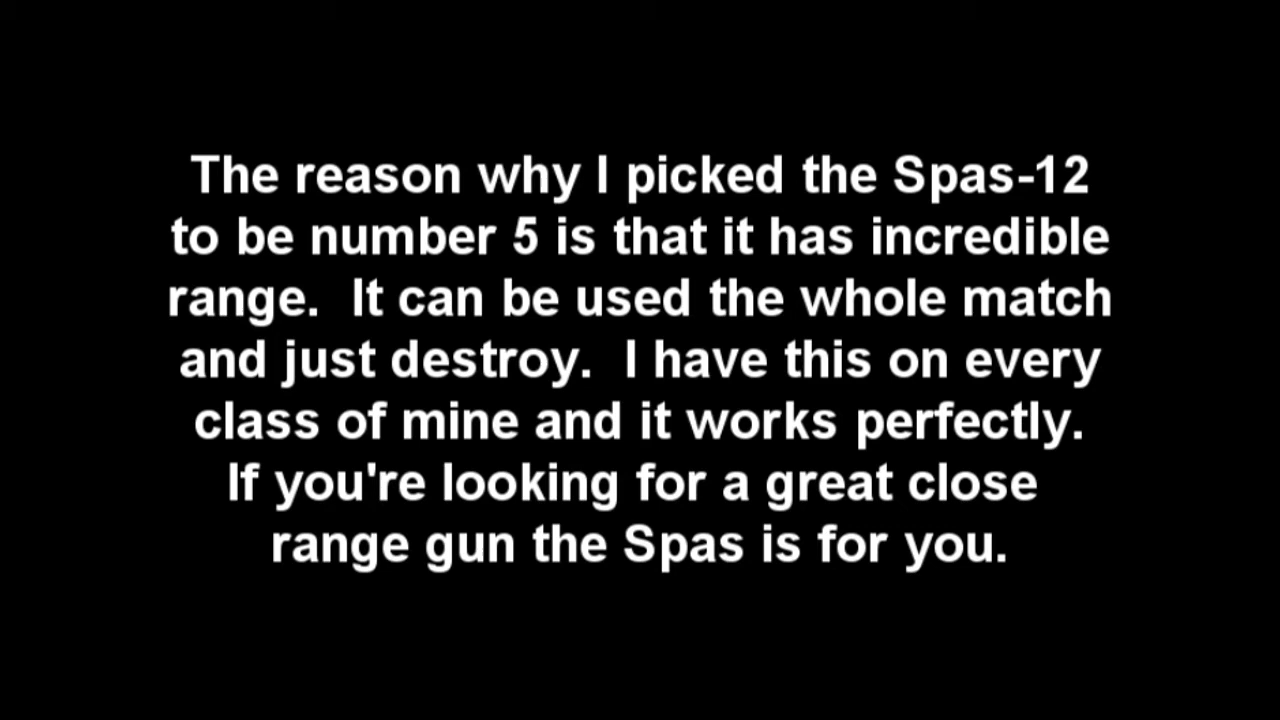 The reason why I picked the Spas-12
to be number 5 is that it has incredible
range.  It can be used the whole match
and just destroy.  I have this on every
class of mine and it works perfectly.
If you're looking for a great close
range gun the Spas is for you.